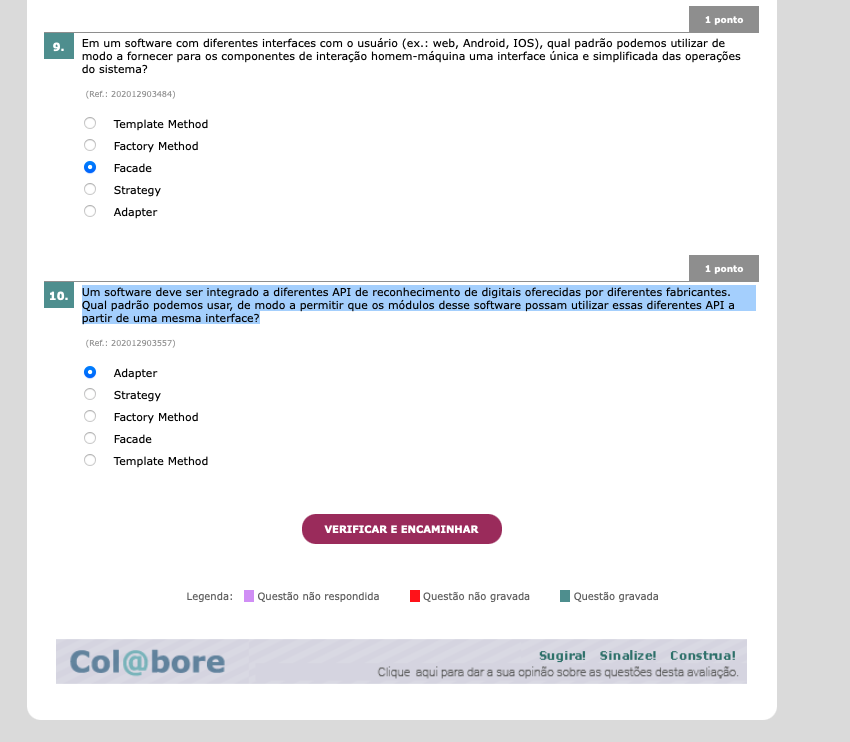 1 ponto
9.
Em um software com diferentes interfaces com o usuário (ex.: web, Android, IOS), qual padrão podemos utilizar de
modo a fornecer para os componentes de interação homem-máquina uma interface única e simplificada das operações
do sistema?
(Ref.: 202012903484)
Template Method
Factory Method
Facade
Strategy
Adapter
1 ponto
10.
Um software deve ser integrado a diferentes API de reconhecimento de digitais oferecidas por diferentes fabricantes.
Qual padrão podemos usar, de modo a permitir que os módulos desse software possam utilizar essas diferentes API a
partir de uma mesma interface?
(Ref.: 202012903557)
Adapter
Strategy
Factory Method
Facade
Template Method
VERIFICAR E ENCAMINHAR
Legenda: Questão não respondida Questão não gravada Questão gravada
Col@bore
Sugira! Sinalize! Construa!
Clique aqui para dar a sua opinão sobre as questões desta avaliação.